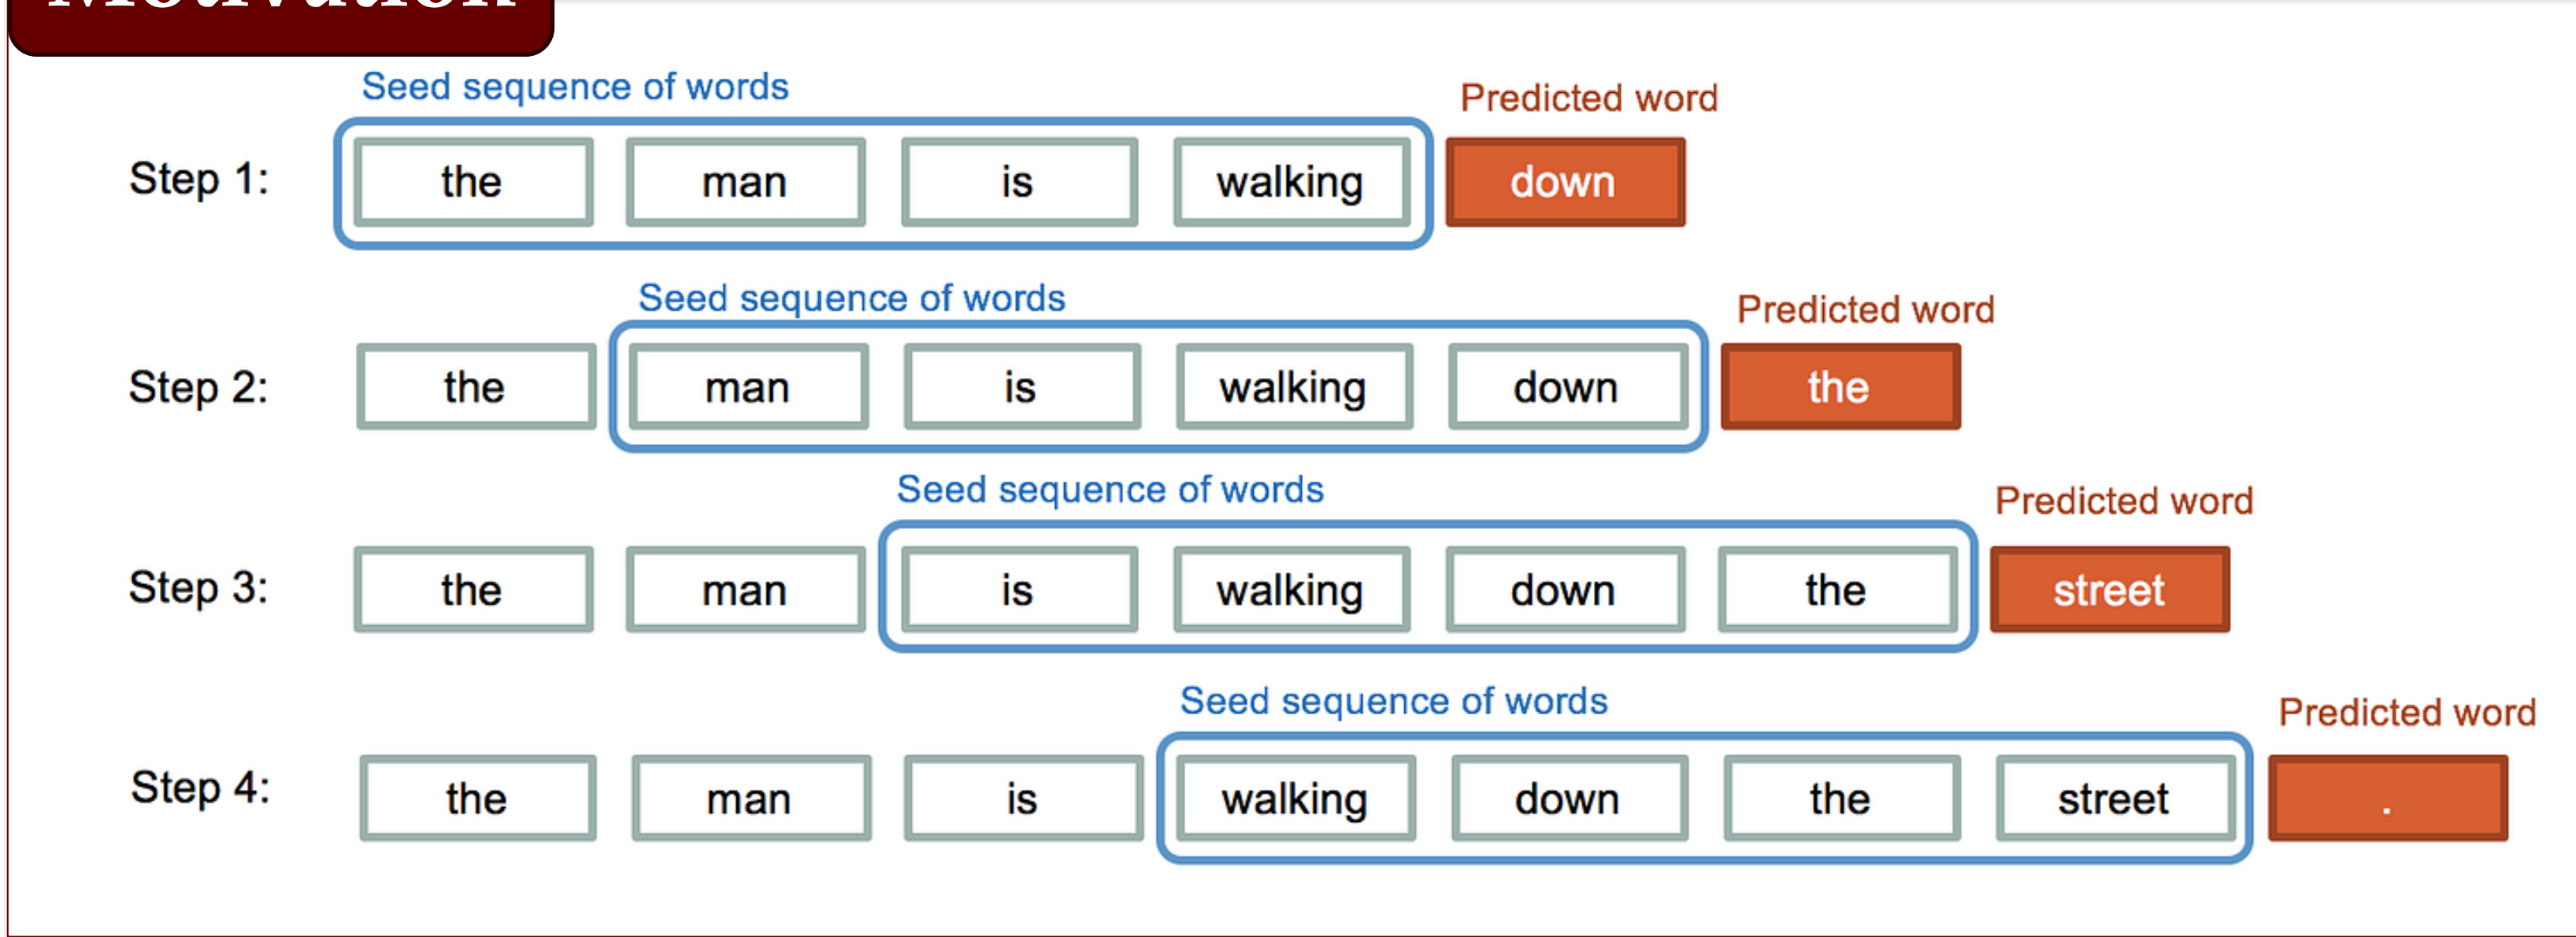 Motivation
Seed sequence of words
Predicted word
Step 1: the man is walking down
Seed sequence of words
Predicted word
Step 2: the man is walking down the
Seed sequence of words
Predicted word
Step 3: the man is walking down the street
Seed sequence of words
Predicted word
Step 4: the man is walking down the street .